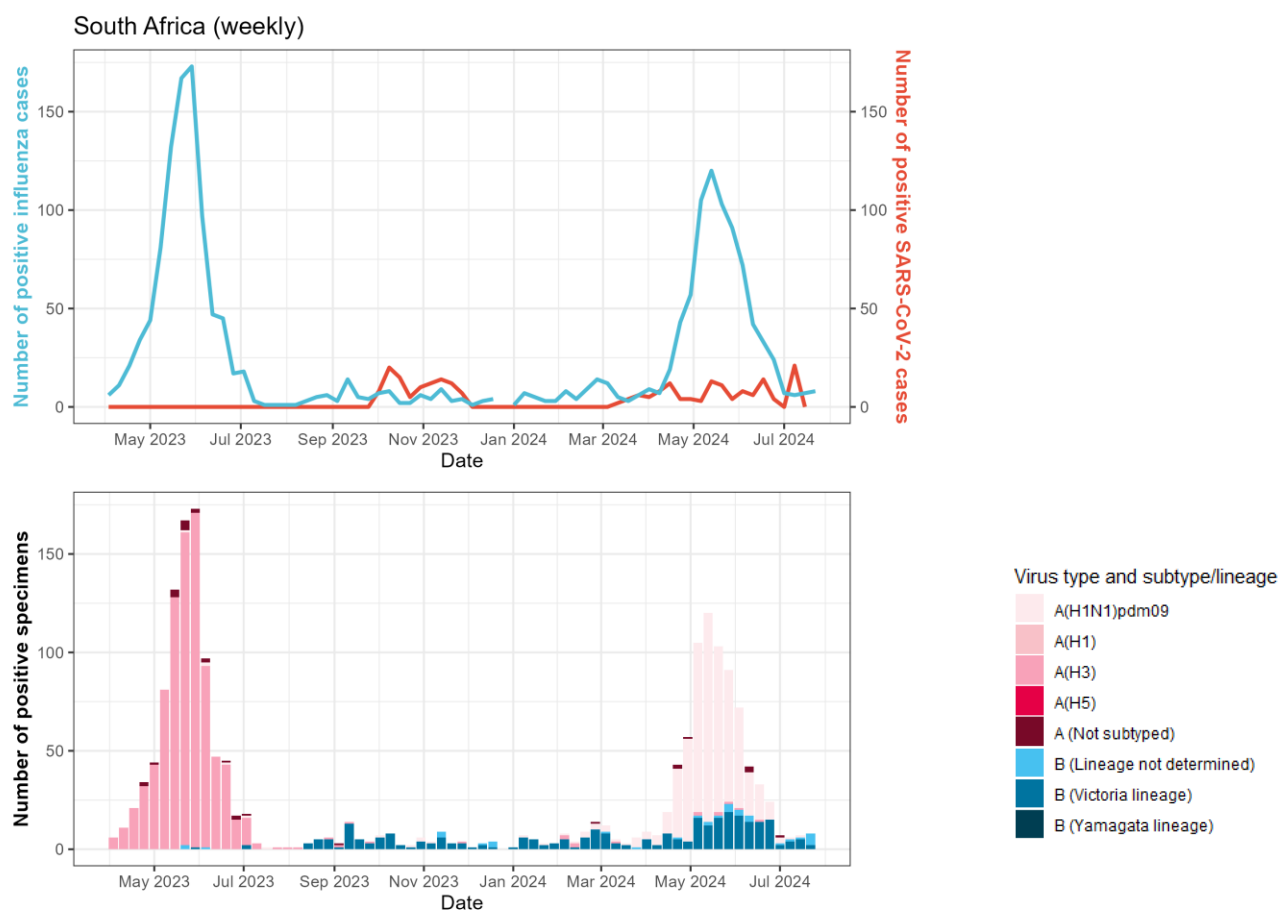 South Africa (weekly)
Number of positive influenza cases
150
100
50
0
150
100
50
0
Number of positive SARS-CoV-2 cases
May 2023 Jul 2023 Sep 2023 Nov 2023 Jan 2024 Mar 2024 May 2024 Jul 2024
Date
Number of positive specimens
150
100
50
0
May 2023 Jul 2023 Sep 2023 Nov 2023 Jan 2024 Mar 2024 May 2024 Jul 2024
Date
Virus type and subtype/lineage
A(H1N1)pdm09
A(H1)
A(H3)
A(H5)
A (Not subtyped)
B (Lineage not determined)
B (Victoria lineage)
B (Yamagata lineage)